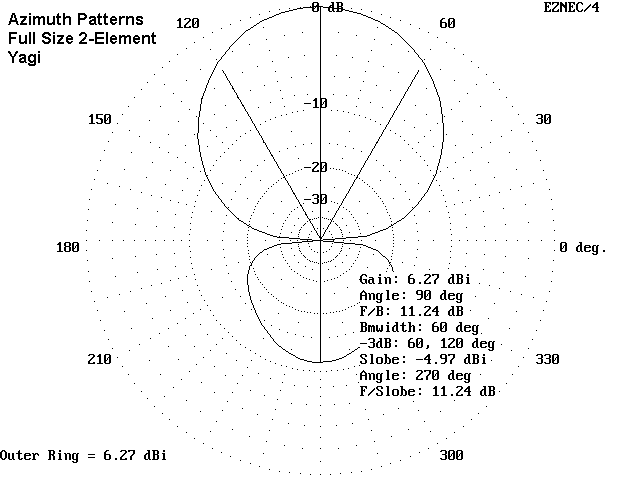 Azimuth Patterns
Full Size 2-Element
Yagi
EZNEC/4
0 dB
120
60
-10
150
30
-20
-30
180
0 deg.
Gain: 6.27 dBi
Angle: 90 deg
F/B: 11.24 dB
Bmwidth: 60 deg
-3dB: 60, 120 deg
Slobe: -4.97 dBi
Angle: 270 deg
F/Slobe: 11.24 dB
210
330
Outer Ring = 6.27 dBi
300